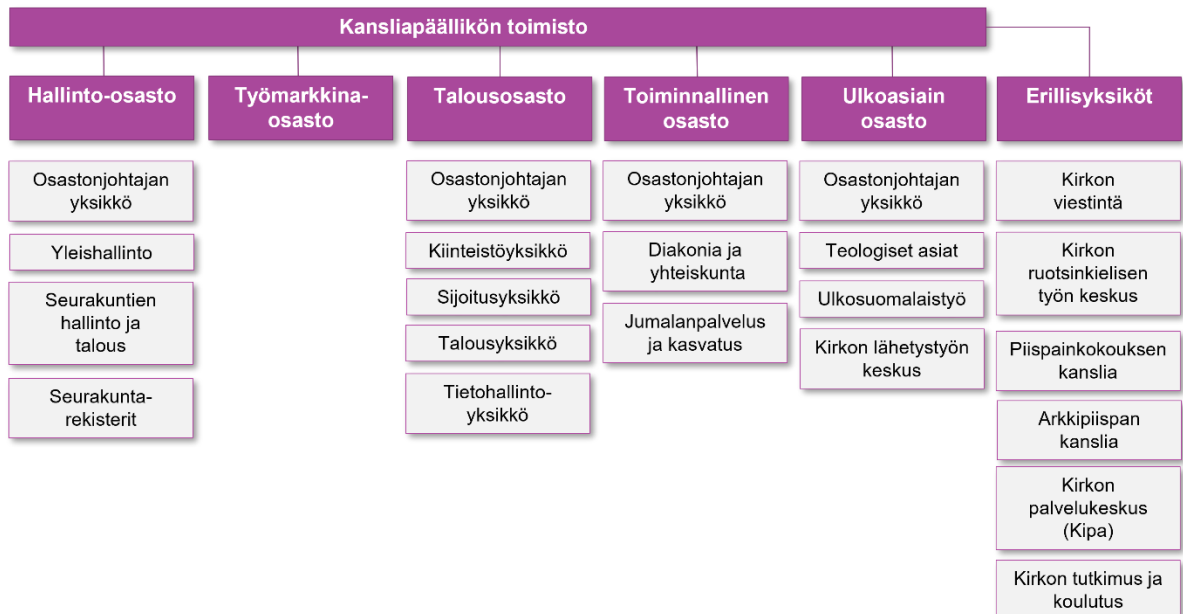 Kansliapäällikön toimisto
Hallinto-osasto
Osastonjohtajan
yksikkö
Yleishallinto
Seurakuntien
hallinto ja
talous
Seurakunta-
rekisterit
Työmarkkina-
osasto
Talousosasto
Osastonjohtajan
yksikkö
Kiinteistöyksikkö
Sijoitusyksikkö
Talousyksikkö
Tietohallinto-
yksikkö
Toiminnallinen
osasto
Osastonjohtajan
yksikkö
Diakonia ja
yhteiskunta
Jumalanpalvelus
ja kasvatus
Ulkoasiain
osasto
Osastonjohtajan
yksikkö
Teologiset asiat
Ulkosuomalaistyö
Kirkon lähetystyön
keskus
Erillisyksiköt
Kirkon
viestintä
Kirkon
ruotsinkielisen
työn keskus
Piispainkokouksen
kanslia
Arkkipiispan
kanslia
Kirkon
palvelukeskus
(Kipa)
Kirkon tutkimus ja
koulutus